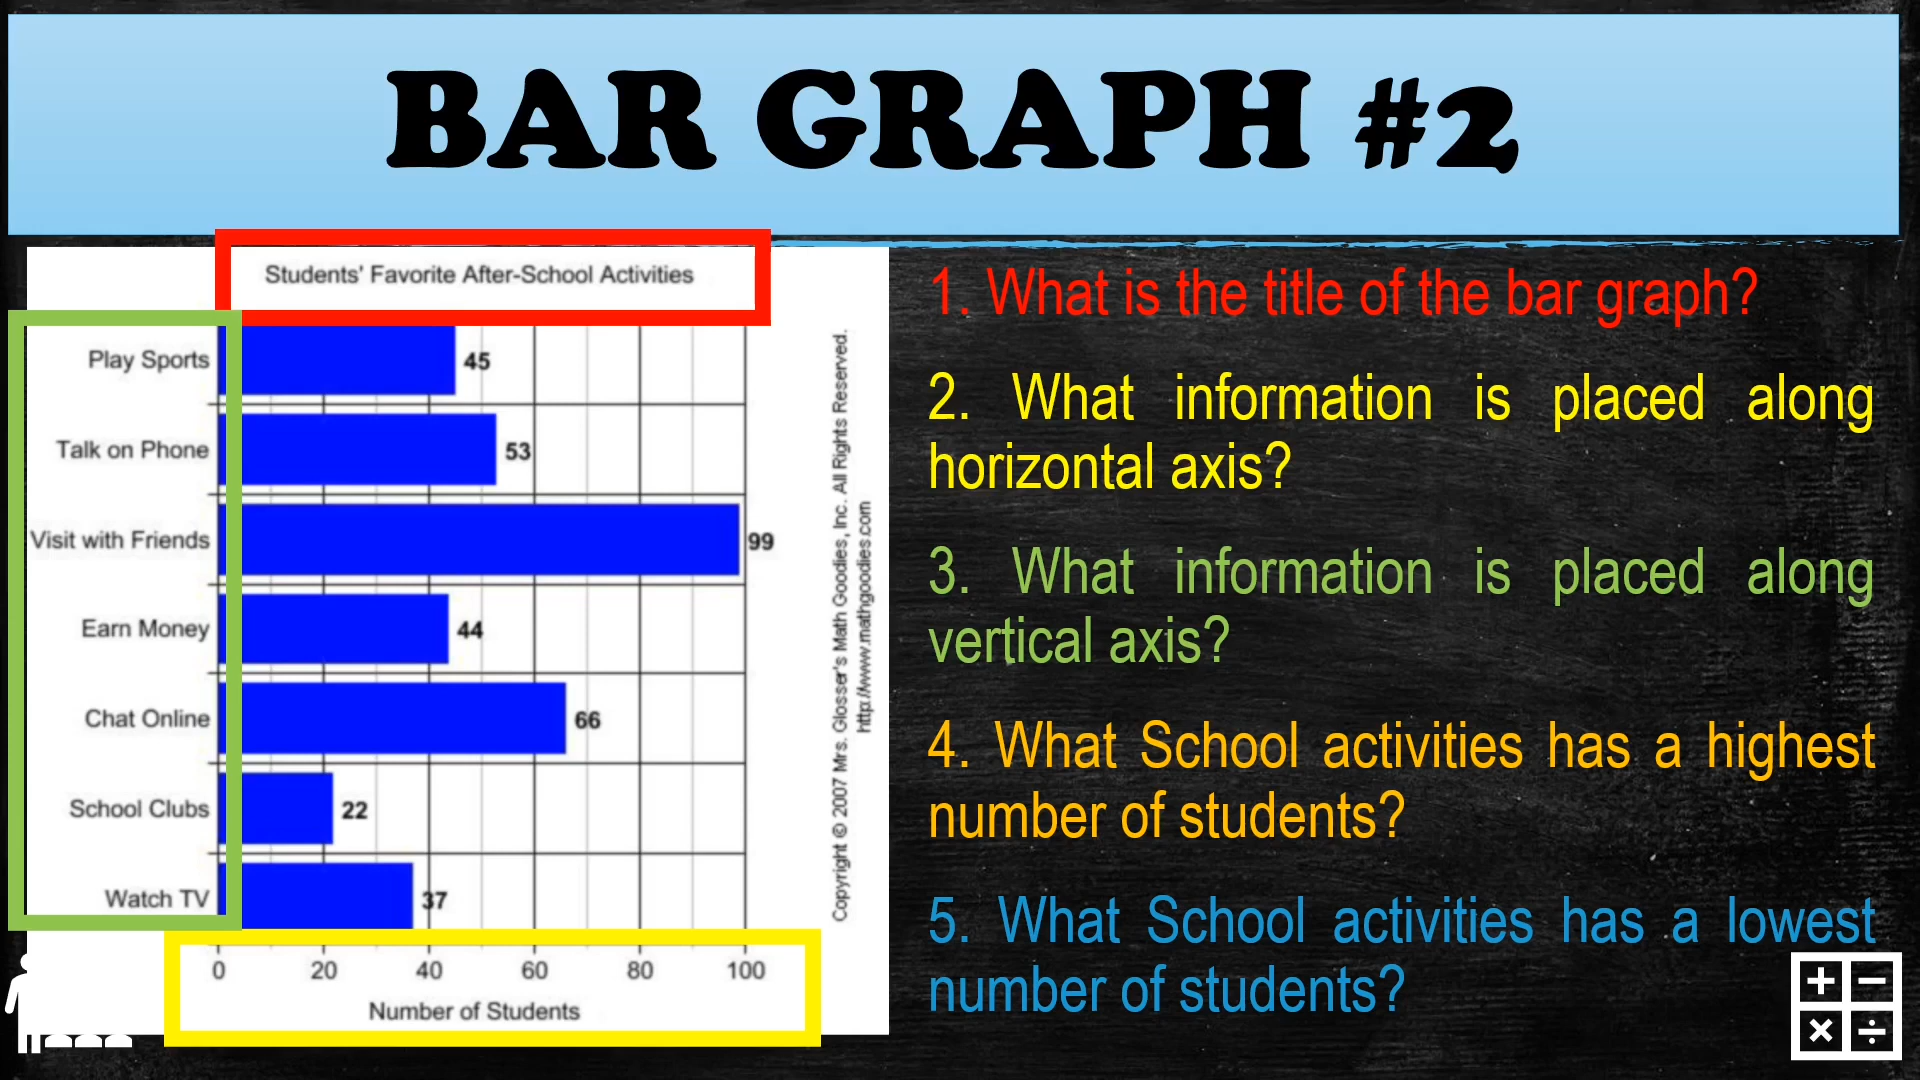 BAR GRAPH #2
Students' Favorite After-School Activities
Play Sports
45
Talk on Phone
53
Visit with Friends
99
Earn Money
44
Chat Online
66
School Clubs
22
Watch TV
37
0 20 40 60 80 100
Number of Students
Copyright © 2007 Mrs. Glosser's Math Goodies, Inc. All Rights Reserved.
http://www.mathgoodies.com
1. What is the title of the bar graph?
2. What information is placed along
horizontal axis?
3. What information is placed along
vertical axis?
4. What School activities has a highest
number of students?
5. What School activities has a lowest
number of students?
+ −
× ÷